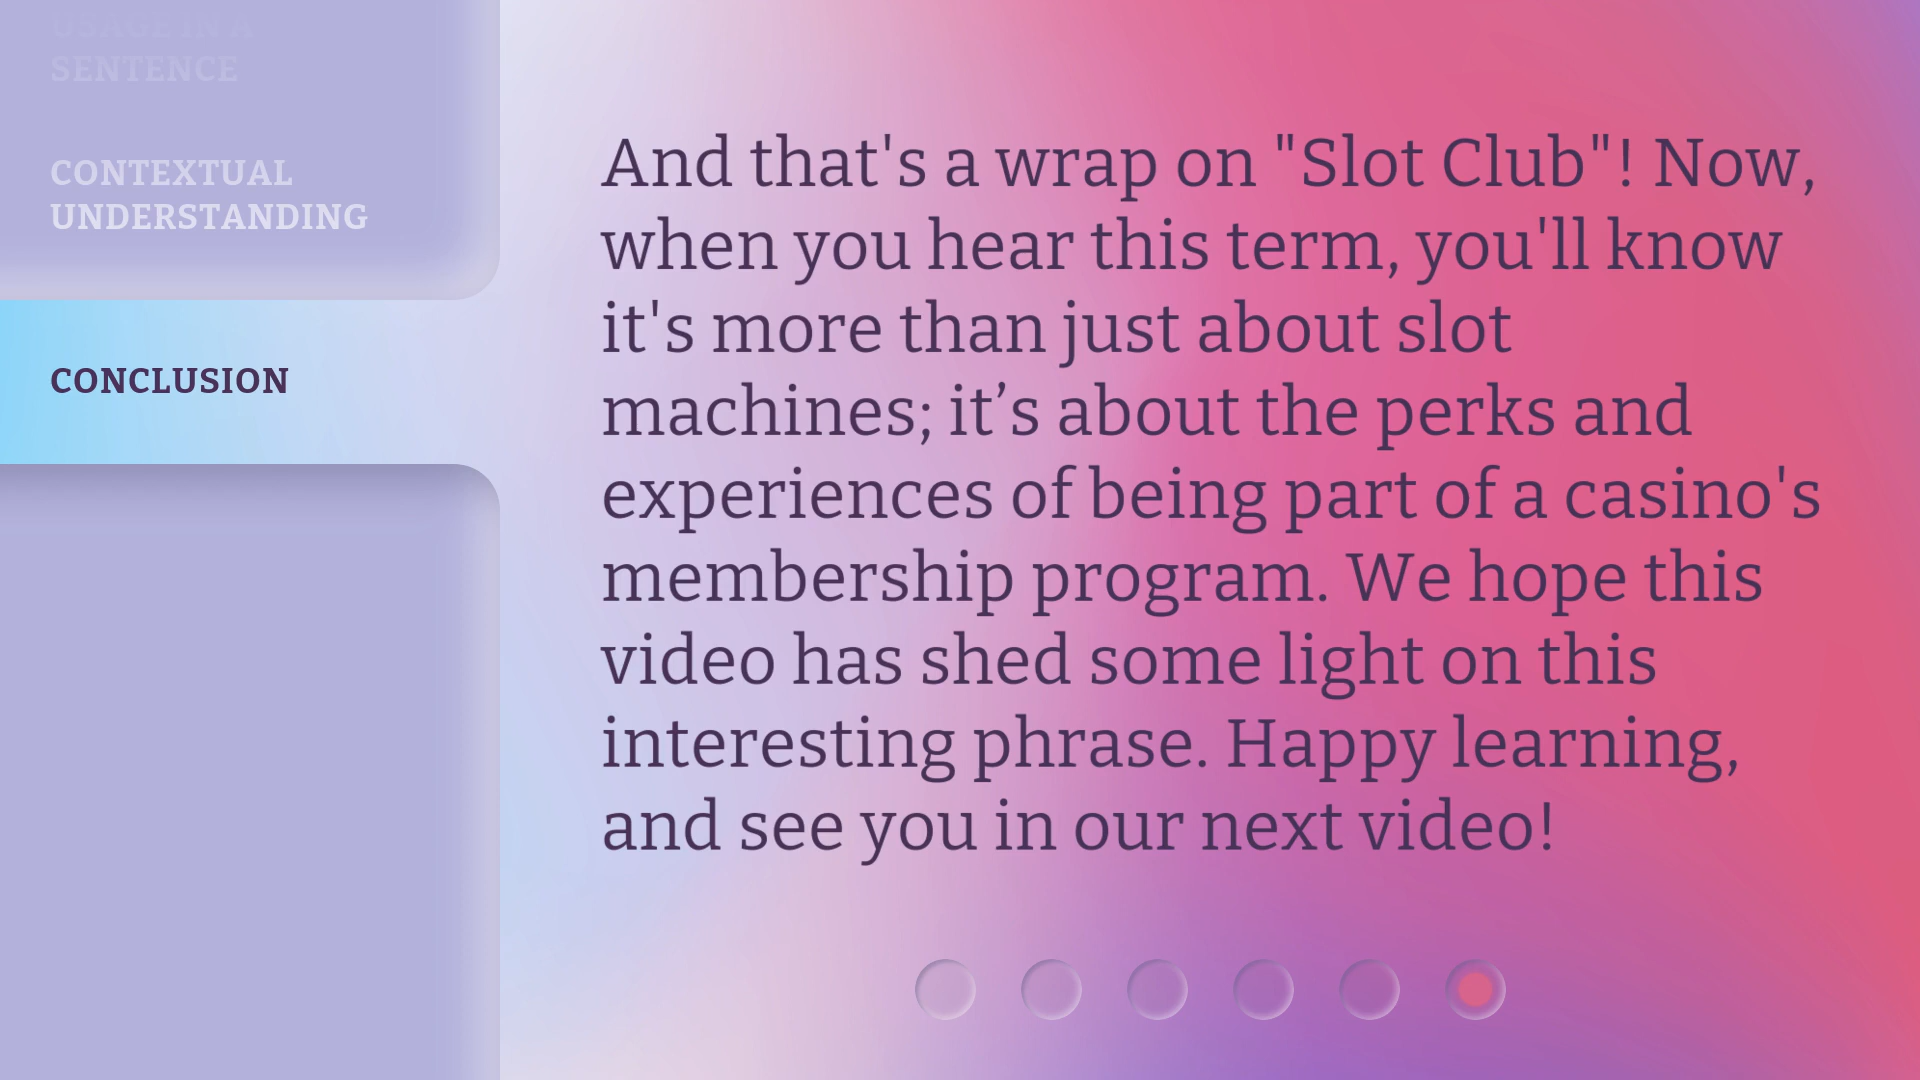 USAGE IN A
SENTENCE
CONTEXTUAL
UNDERSTANDING
CONCLUSION
And that's a wrap on "Slot Club"! Now,
when you hear this term, you'll know
it's more than just about slot
machines; it’s about the perks and
experiences of being part of a casino's
membership program. We hope this
video has shed some light on this
interesting phrase. Happy learning,
and see you in our next video!